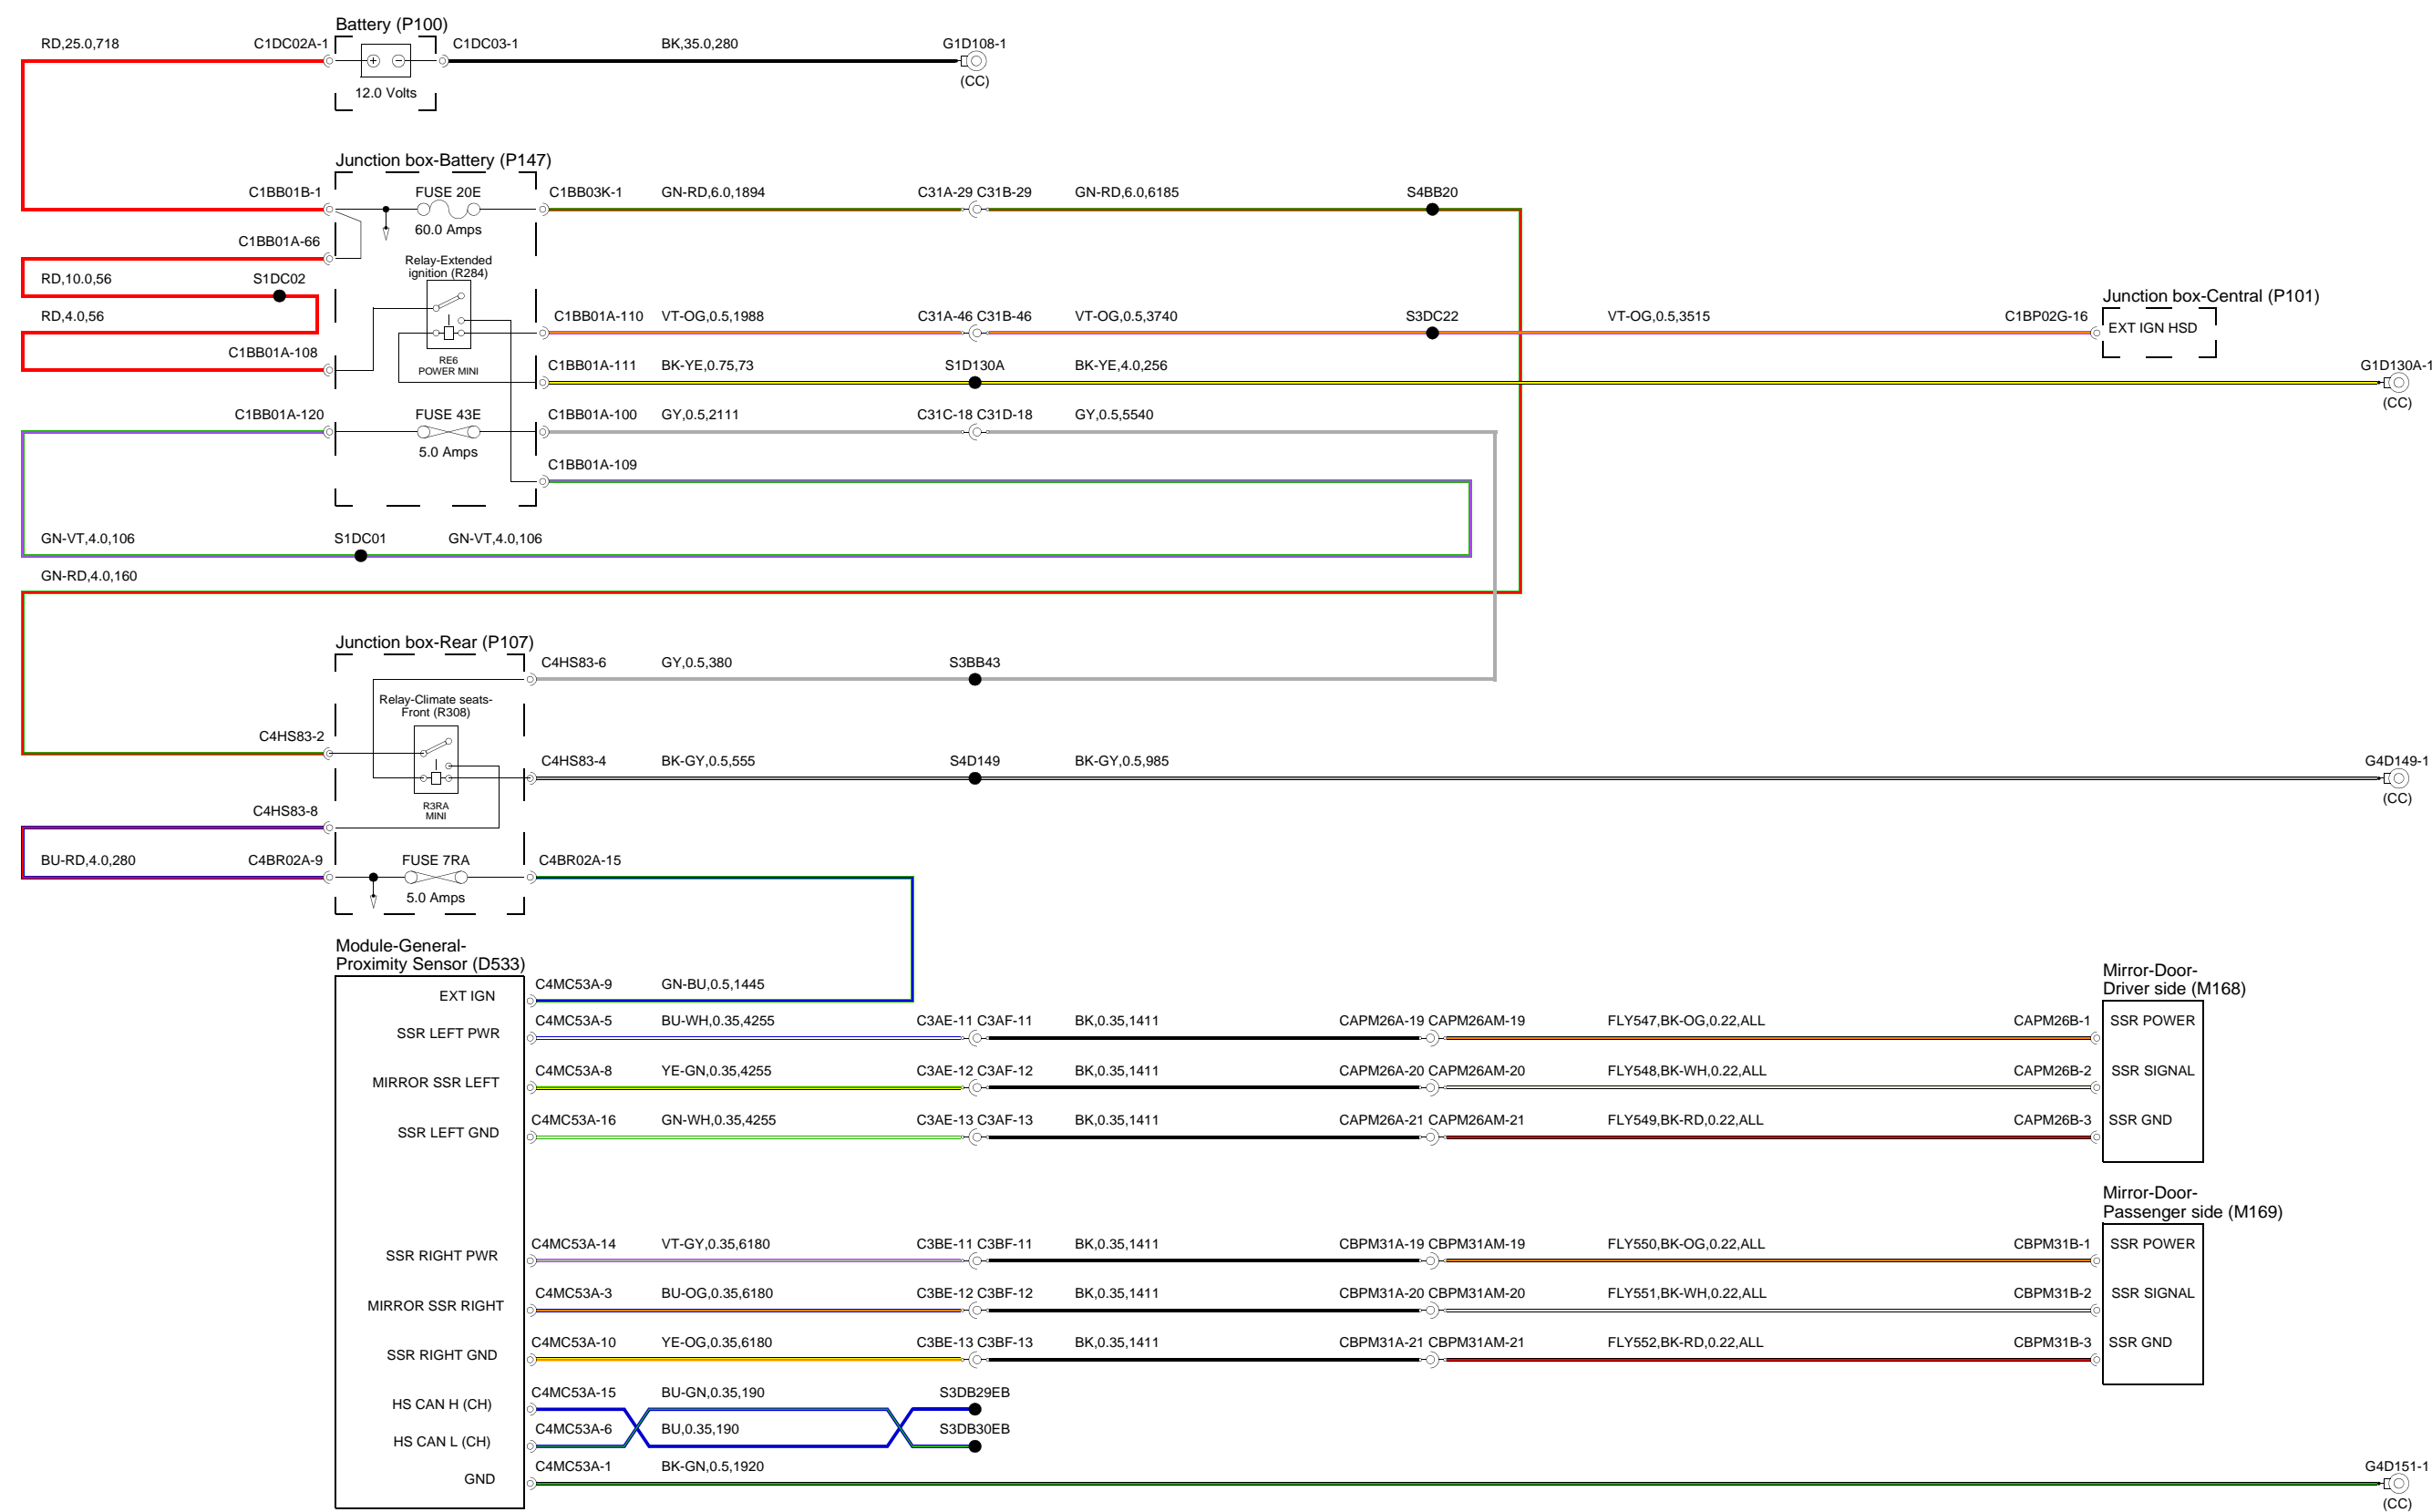 Battery (P100)
RD,25.0,718 C1DC02A-1 C1DC03-1 BK,35.0,280 G1D108-1
(CC)
12.0 Volts
Junction box-Battery (P147)
C1BB01B-1 FUSE 20E C1BB03K-1 GN-RD,6.0,1894 C31A-29 C31B-29 GN-RD,6.0,6185 S4BB20
60.0 Amps
C1BB01A-66
Relay-Extended
ignition (R284)
RD,10.0,56 S1DC02
Junction box-Central (P101)
RD,4.0,56 C1BB01A-110 VT-OG,0.5,1988 C31A-46 C31B-46 VT-OG,0.5,3740 S3DC22 VT-OG,0.5,3515 C1BP02G-16
EXT IGN HSD
C1BB01A-108
RE6
POWER MINI
C1BB01A-111 BK-YE,0.75,73 S1D130A BK-YE,4.0,256 G1D130A-1
(CC)
C1BB01A-120 FUSE 43E C1BB01A-100 GY,0.5,2111 C31C-18 C31D-18 GY,0.5,5540
5.0 Amps
C1BB01A-109
GN-VT,4.0,106 S1DC01 GN-VT,4.0,106
GN-RD,4.0,160
Junction box-Rear (P107)
C4HS83-6 GY,0.5,380 S3BB43
Relay-Climate seats-
Front (R308)
C4HS83-2
C4HS83-4 BK-GY,0.5,555 S4D149 BK-GY,0.5,985 G4D149-1
(CC)
R3RA
MINI
C4HS83-8
BU-RD,4.0,280 C4BR02A-9 FUSE 7RA C4BR02A-15
5.0 Amps
Module-General-
Proximity Sensor (D533)
Mirror-Door-
Driver side (M168)
EXT IGN C4MC53A-9 GN-BU,0.5,1445
SSR LEFT PWR C4MC53A-5 BU-WH,0.35,4255 C3AE-11 C3AF-11 BK,0.35,1411 CAPM26A-19 CAPM26AM-19 FLY547,BK-OG,0.22,ALL CAPM26B-1 SSR POWER
MIRROR SSR LEFT C4MC53A-8 YE-GN,0.35,4255 C3AE-12 C3AF-12 BK,0.35,1411 CAPM26A-20 CAPM26AM-20 FLY548,BK-WH,0.22,ALL CAPM26B-2 SSR SIGNAL
SSR LEFT GND C4MC53A-16 GN-WH,0.35,4255 C3AE-13 C3AF-13 BK,0.35,1411 CAPM26A-21 CAPM26AM-21 FLY549,BK-RD,0.22,ALL CAPM26B-3 SSR GND
Mirror-Door-
Passenger side (M169)
SSR RIGHT PWR C4MC53A-14 VT-GY,0.35,6180 C3BE-11 C3BF-11 BK,0.35,1411 CBPM31A-19 CBPM31AM-19 FLY550,BK-OG,0.22,ALL CBPM31B-1 SSR POWER
MIRROR SSR RIGHT C4MC53A-3 BU-OG,0.35,6180 C3BE-12 C3BF-12 BK,0.35,1411 CBPM31A-20 CBPM31AM-20 FLY551,BK-WH,0.22,ALL CBPM31B-2 SSR SIGNAL
SSR RIGHT GND C4MC53A-10 YE-OG,0.35,6180 C3BE-13 C3BF-13 BK,0.35,1411 CBPM31A-21 CBPM31AM-21 FLY552,BK-RD,0.22,ALL CBPM31B-3 SSR GND
HS CAN H (CH) C4MC53A-15 BU-GN,0.35,190 S3DB29EB
HS CAN L (CH) C4MC53A-6 BU,0.35,190 S3DB30EB
GND C4MC53A-1 BK-GN,0.5,1920 G4D151-1
(CC)